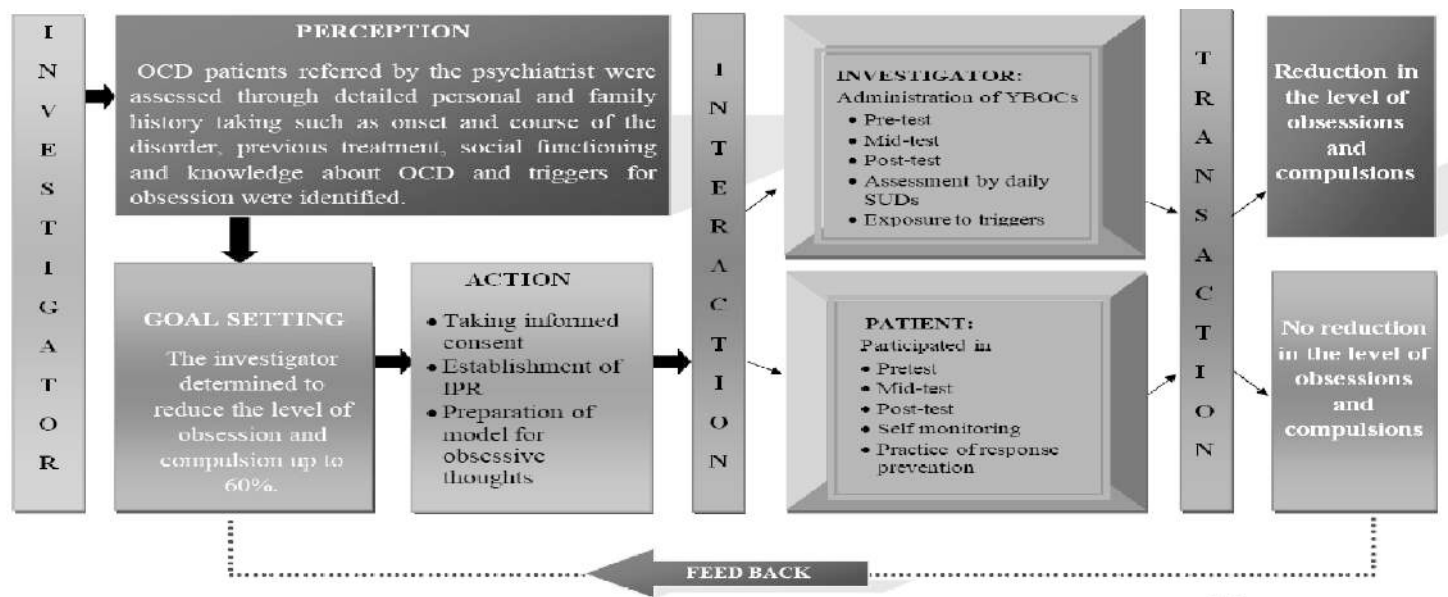 INVESTIGATOR
PERCEPTION
OCD patients referred by the psychiatrist were
assessed through detailed personal and family
history taking such as onset and course of the
disorder, previous treatment, social functioning
and knowledge about OCD and triggers for
obsession were identified.
GOAL SETTING
The investigator
determined to
reduce the level of
obsession and
compulsion up to
60%.
ACTION
• Taking informed
consent
• Establishment of
IPR
• Preparation of
model for
obsessive
thoughts
INTERACTION
INVESTIGATOR:
Administration of YBOCs
• Pre-test
• Mid-test
• Post-test
• Assessment by daily
SUDs
• Exposure to triggers
PATIENT:
Participated in
• Pretest
• Mid-test
• Post-test
• Self monitoring
• Practice of response
prevention
TRANSACTION
Reduction in
the level of
obsessions
and
compulsions
No reduction
in the level of
obsessions
and
compulsions
FEED BACK